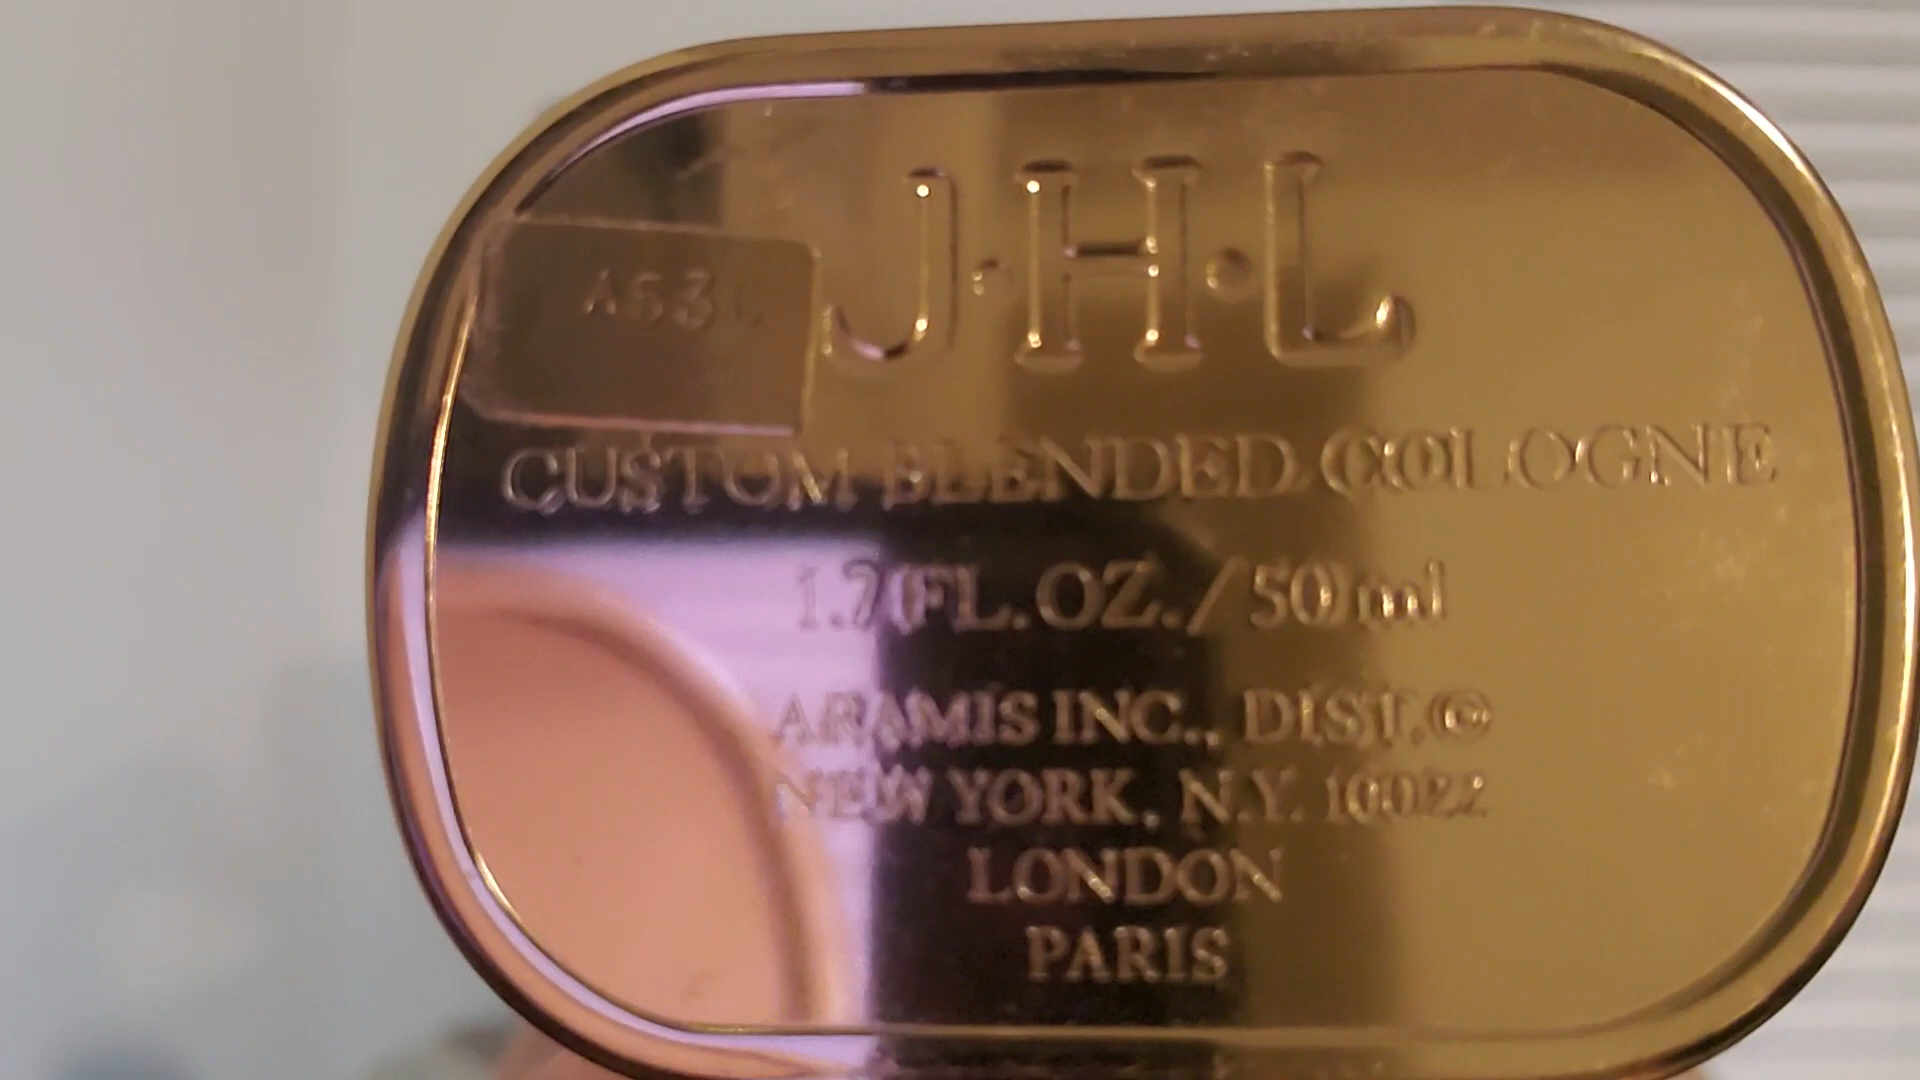 J·H·L
CUSTOM BLENDED COLOGNE
1.7 FL. OZ. / 50 ml
ARAMIS INC., DIST. ©
NEW YORK, N.Y. 10022
LONDON
PARIS